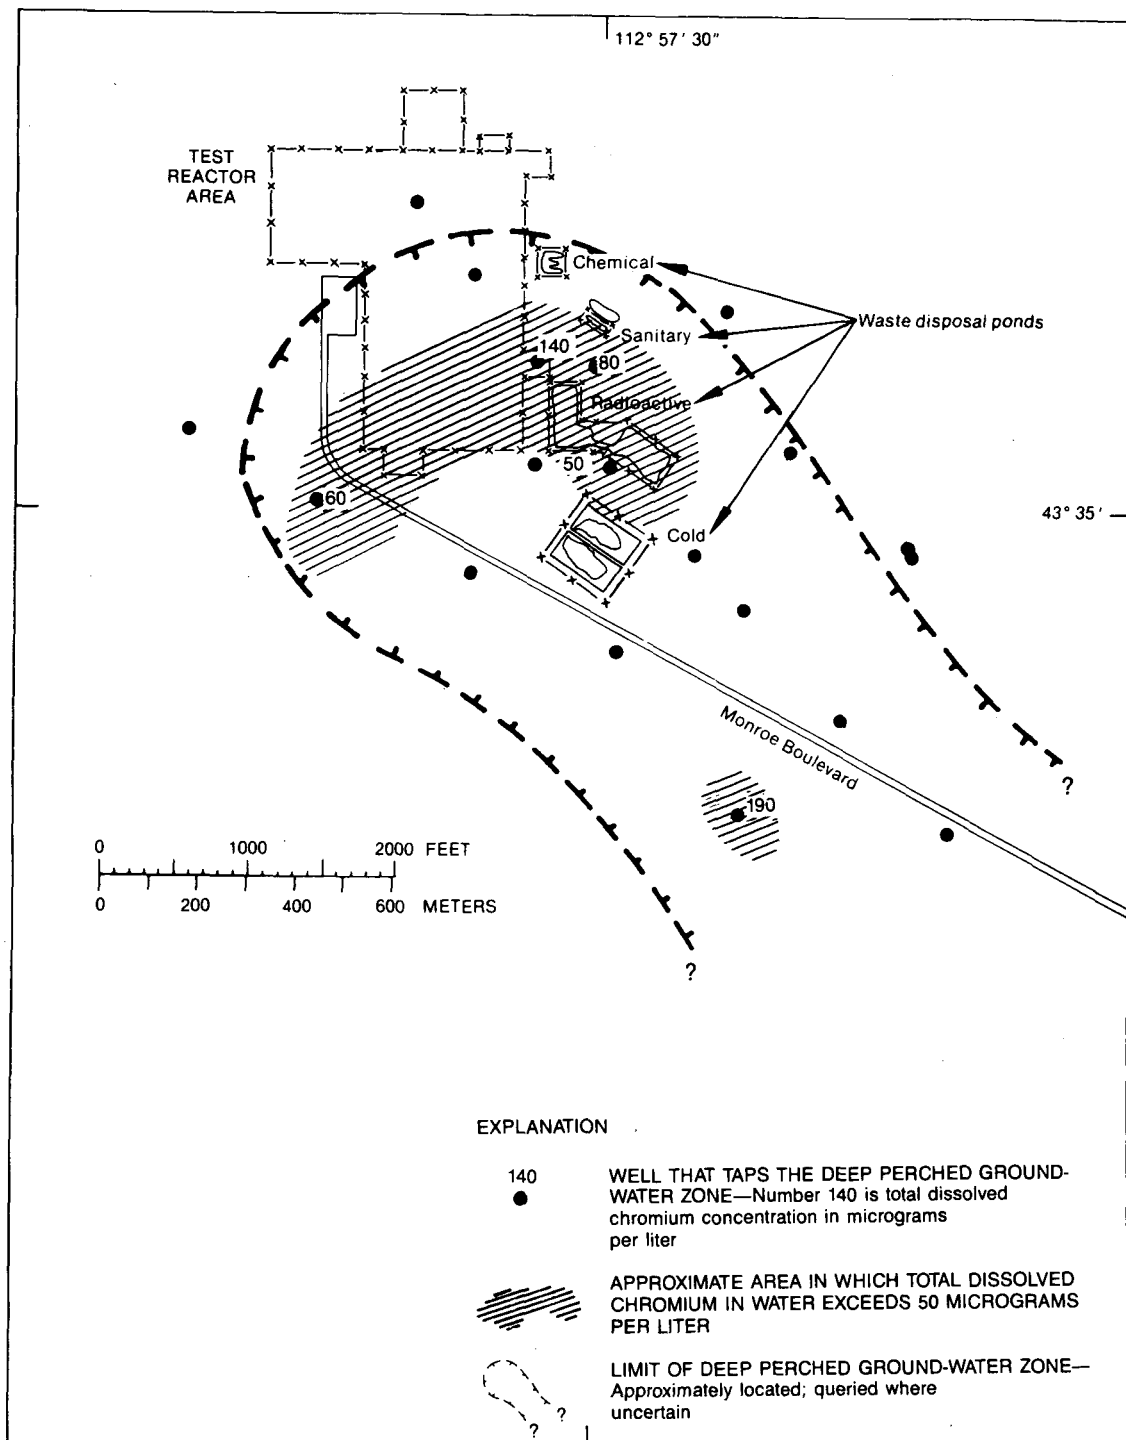 112° 57' 30"
TEST
REACTOR
AREA
Chemical
Waste disposal ponds
Sanitary
140
80
Radioactive
50
60
43° 35'
Cold
Monroe Boulevard
190
?
?
0 1000 2000 FEET
0 200 400 600 METERS
EXPLANATION
140
WELL THAT TAPS THE DEEP PERCHED GROUND-
WATER ZONE—Number 140 is total dissolved
chromium concentration in micrograms
per liter
APPROXIMATE AREA IN WHICH TOTAL DISSOLVED
CHROMIUM IN WATER EXCEEDS 50 MICROGRAMS
PER LITER
LIMIT OF DEEP PERCHED GROUND-WATER ZONE—
Approximately located; queried where
uncertain
?
?